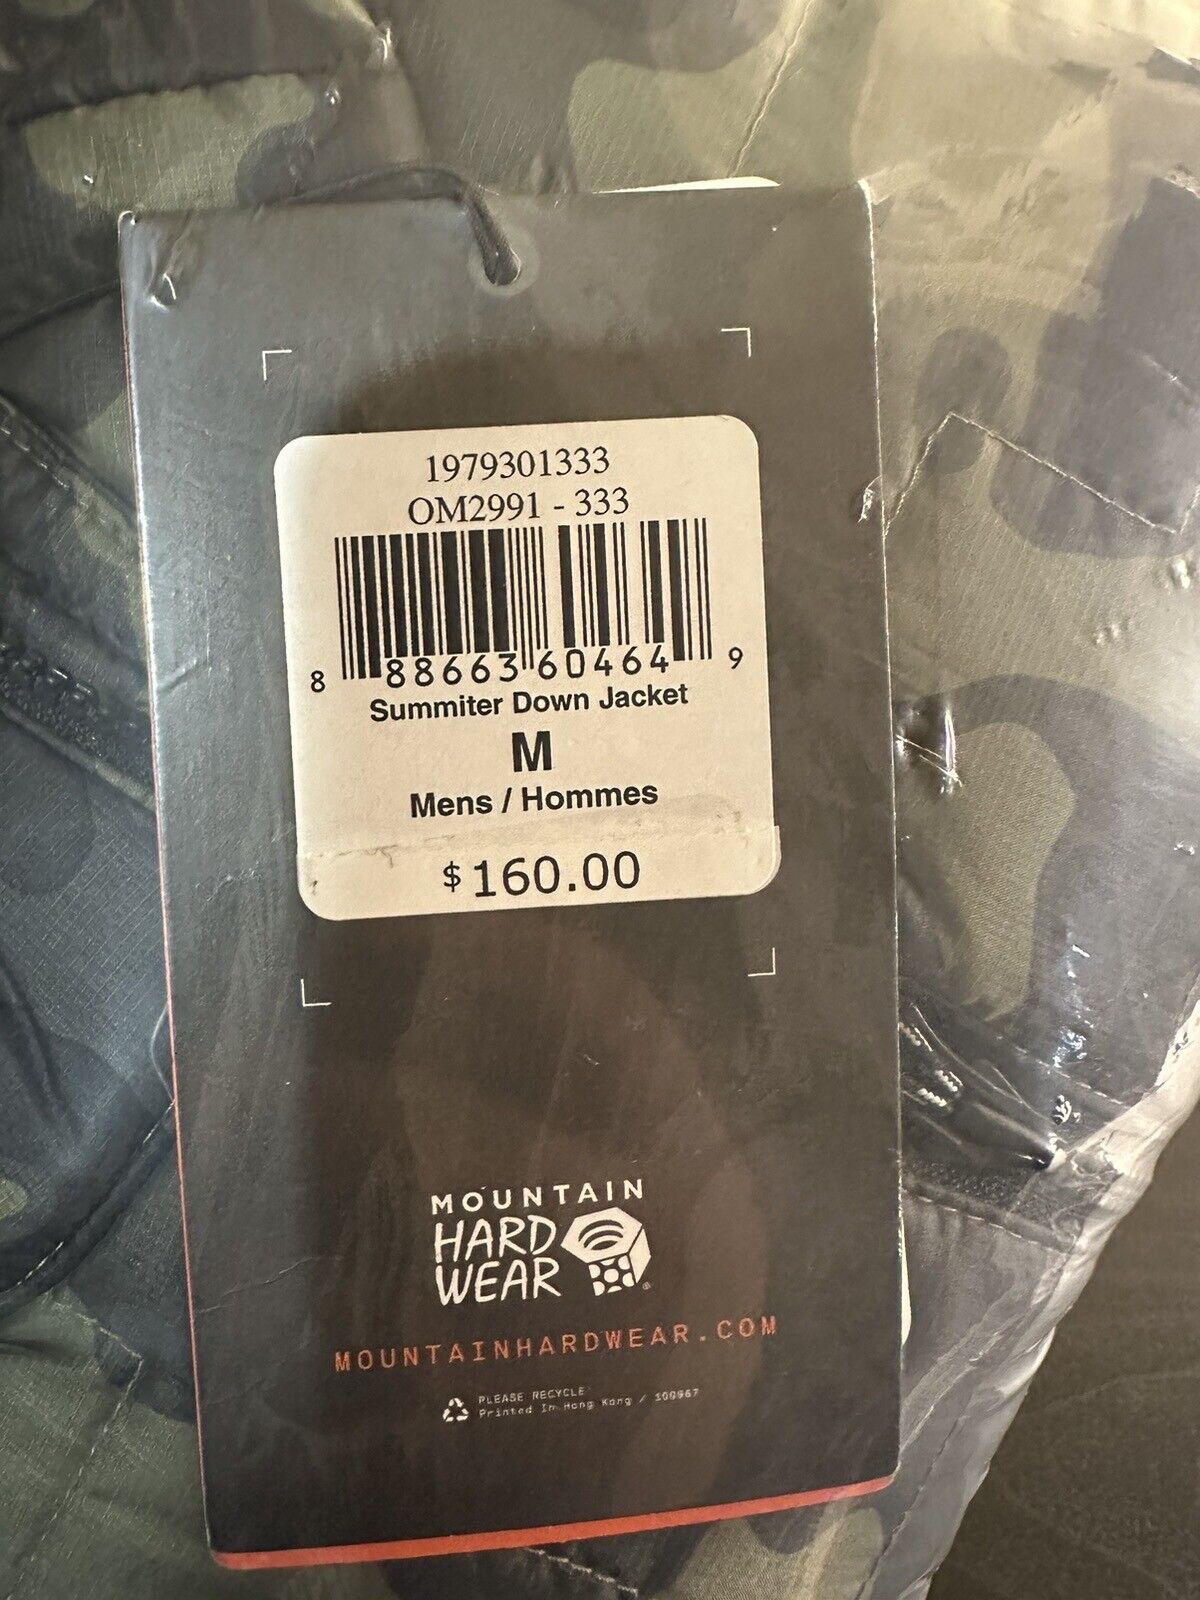 1979301333
OM2991 - 333
8 88663 60464 9
Summiter Down Jacket
M
Mens / Hommes
$160.00
MOUNTAIN
HARD
WEAR
MOUNTAINHARDWEAR.COM
PLEASE RECYCLE
Printed In Hong Kong / 100967